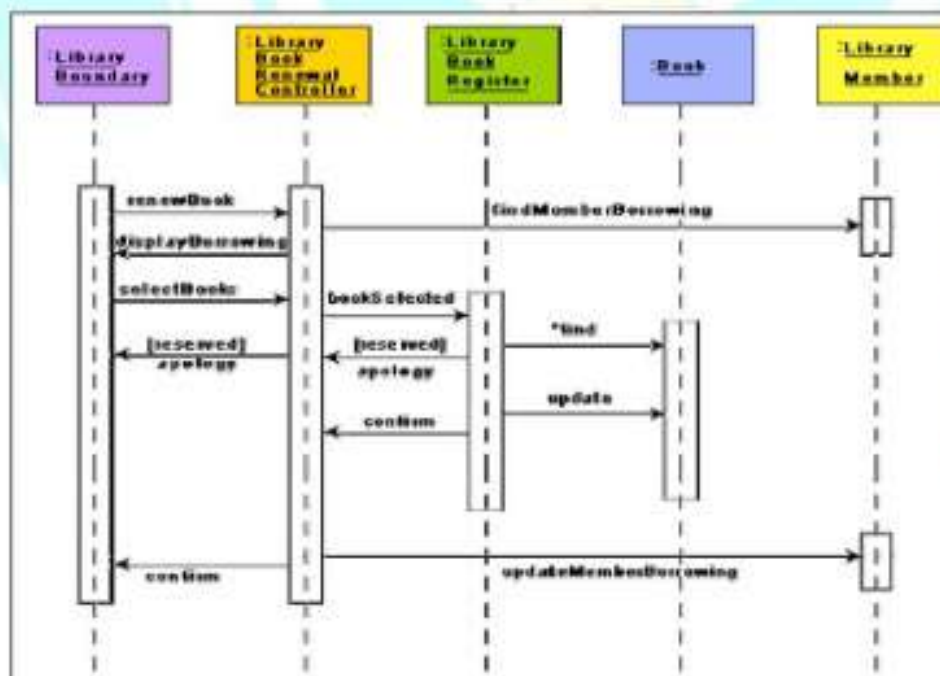 :Library
Boundary
:Library
Book
Renewal
Controller
:Library
Book
Register
:Book
:Library
Member
renewBook
findMemberBorrowing
displayBorrowing
selectBooks
bookSelected
*find
[reserved]
apology
[reserved]
apology
update
confirm
confirm
updateMemberBorrowing